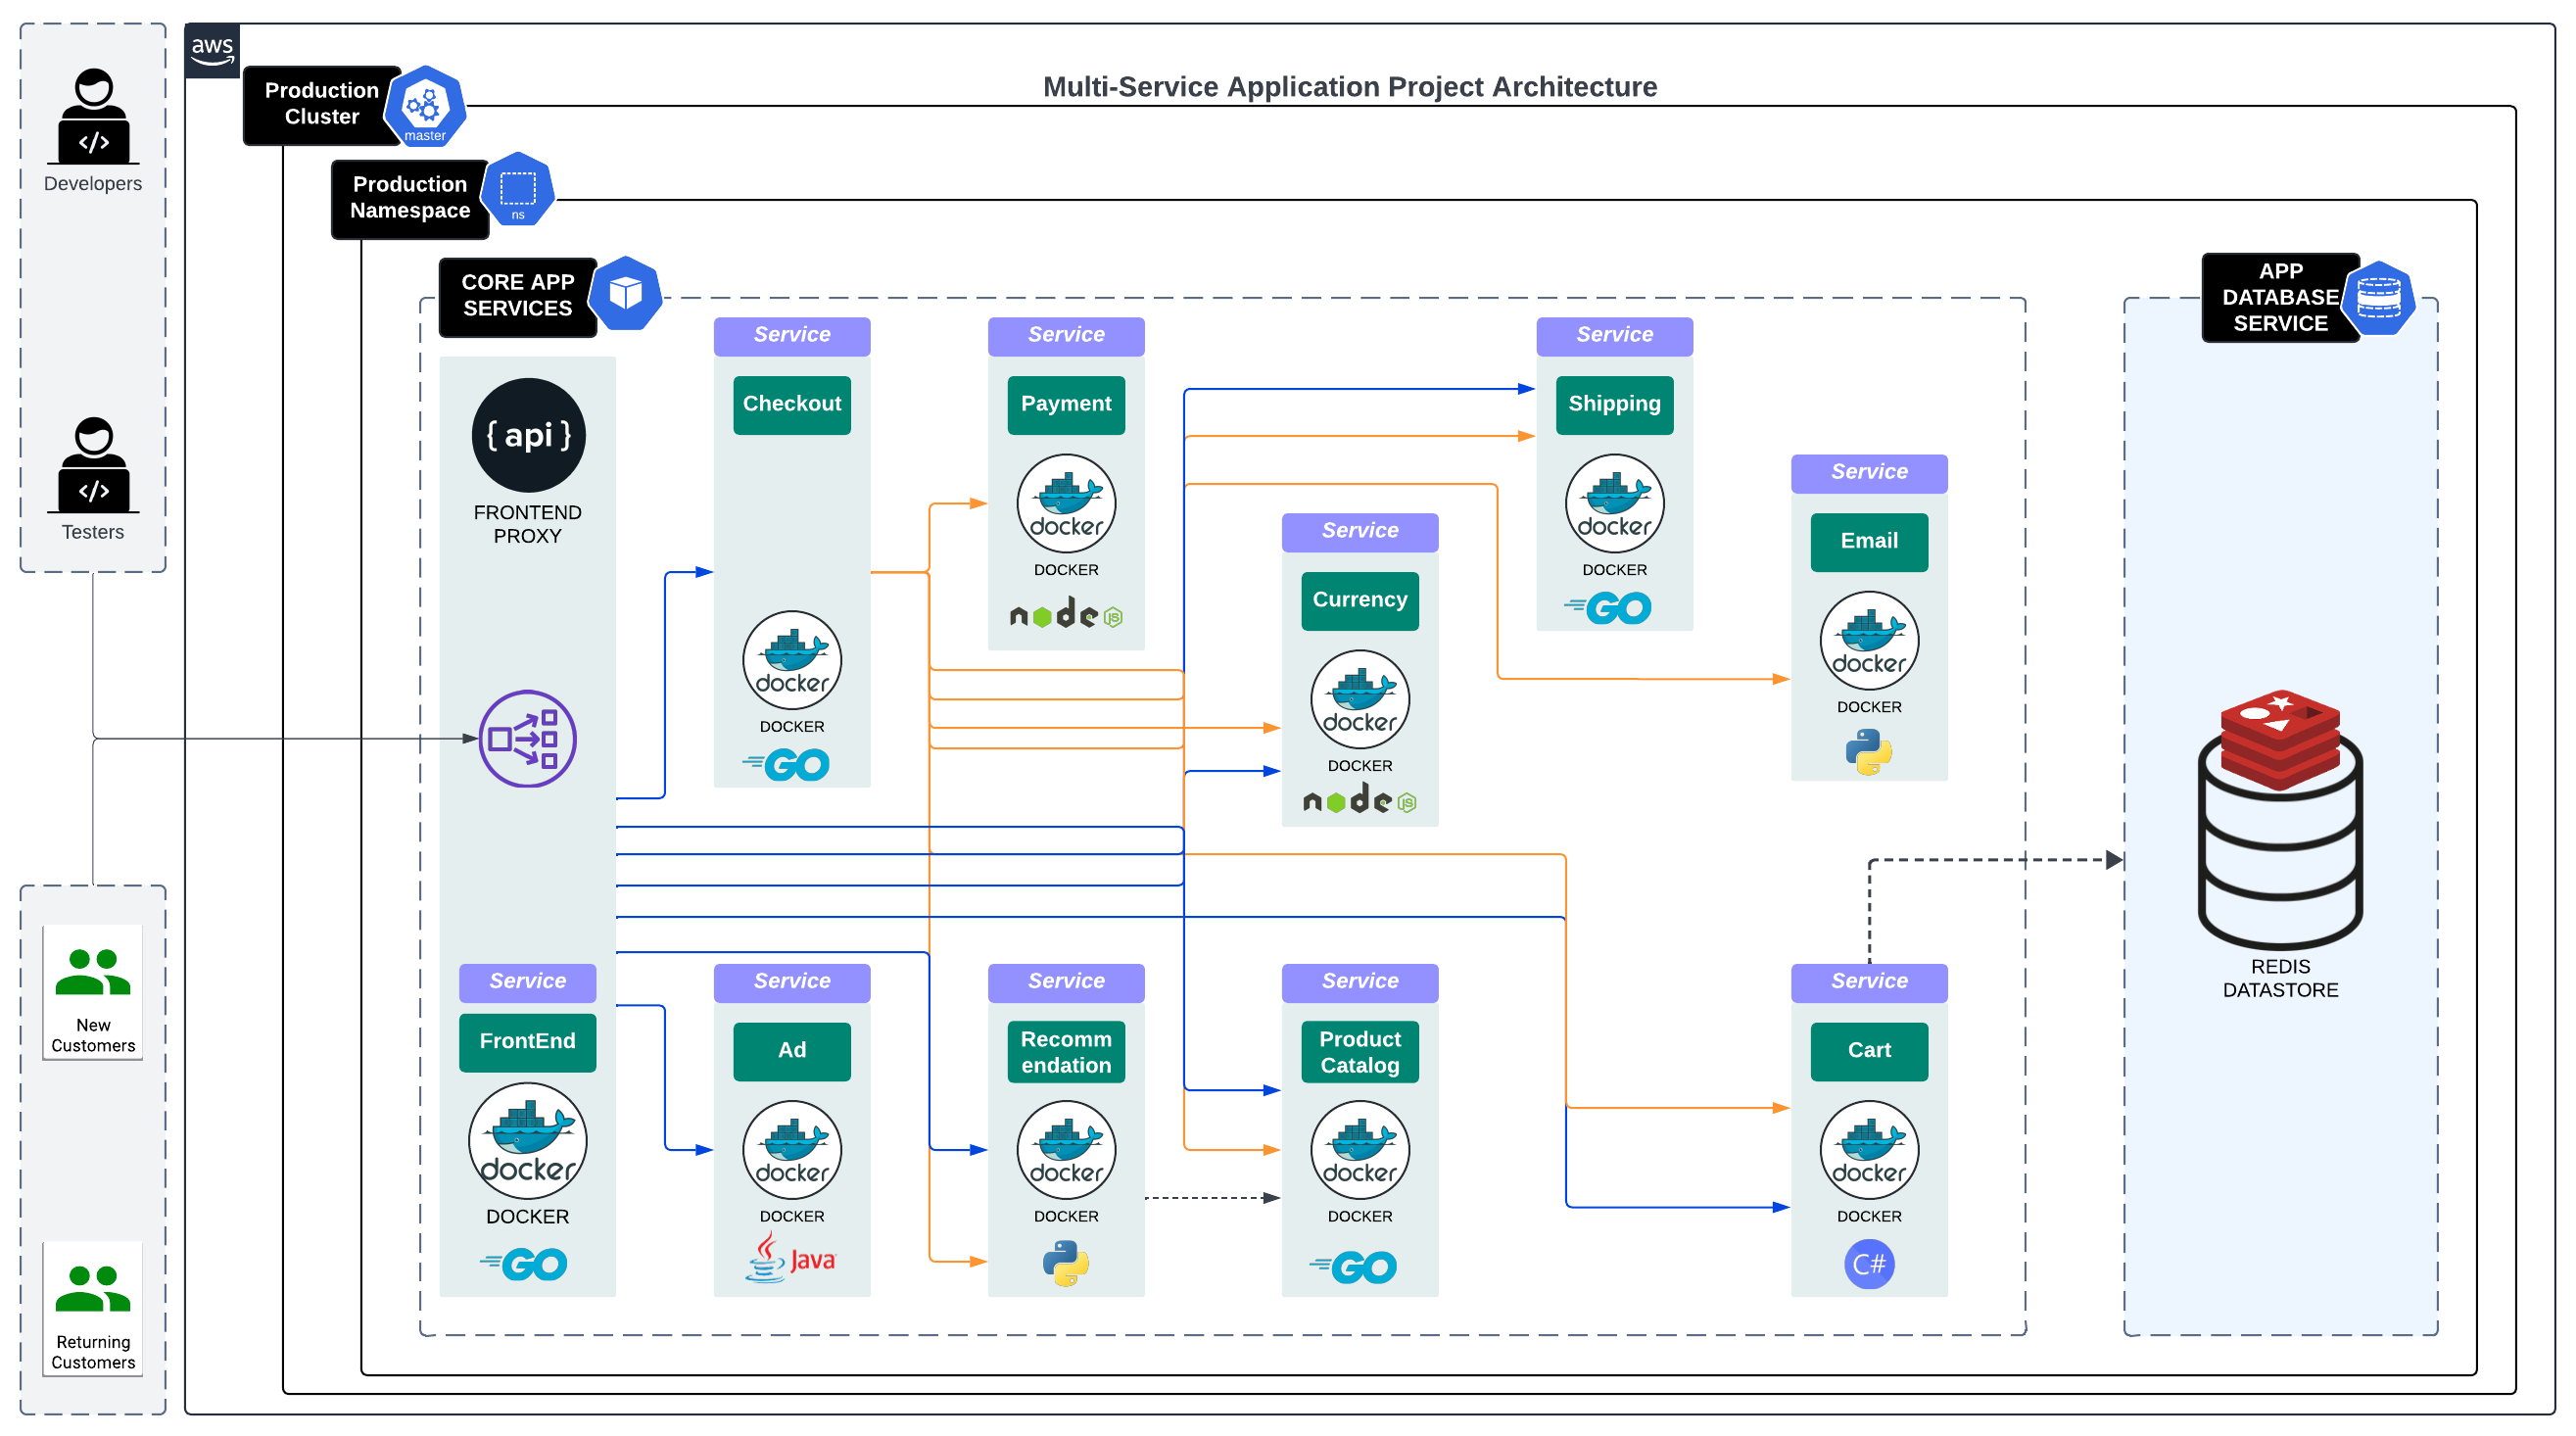 aws
Multi-Service Application Project Architecture
Production
Cluster
master
Production
Namespace
ns
Developers
Testers
New
Customers
Returning
Customers
CORE APP
SERVICES
{api}
FRONTEND
PROXY
Service
FrontEnd
docker
DOCKER
GO
Service
Checkout
docker
DOCKER
GO
Service
Payment
docker
DOCKER
node
JS
Service
Currency
docker
DOCKER
node
JS
Service
Shipping
docker
DOCKER
GO
Service
Email
docker
DOCKER
Service
Ad
docker
DOCKER
Java
Service
Recomm
endation
docker
DOCKER
Service
Product
Catalog
docker
DOCKER
GO
Service
Cart
docker
DOCKER
C#
APP
DATABASE
SERVICE
REDIS
DATASTORE